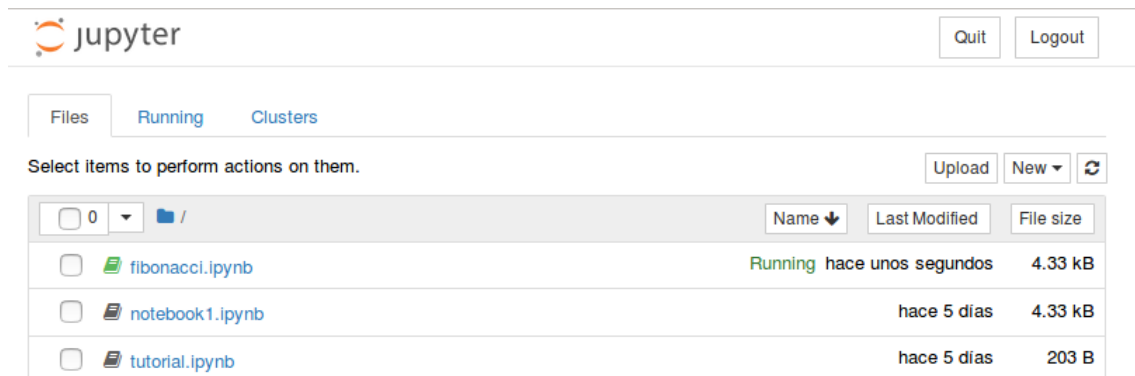 jupyter Quit Logout
Files Running Clusters
Select items to perform actions on them. Upload New
0 / Name Last Modified File size
fibonacci.ipynb Running hace unos segundos 4.33 kB
notebook1.ipynb hace 5 días 4.33 kB
tutorial.ipynb hace 5 días 203 B